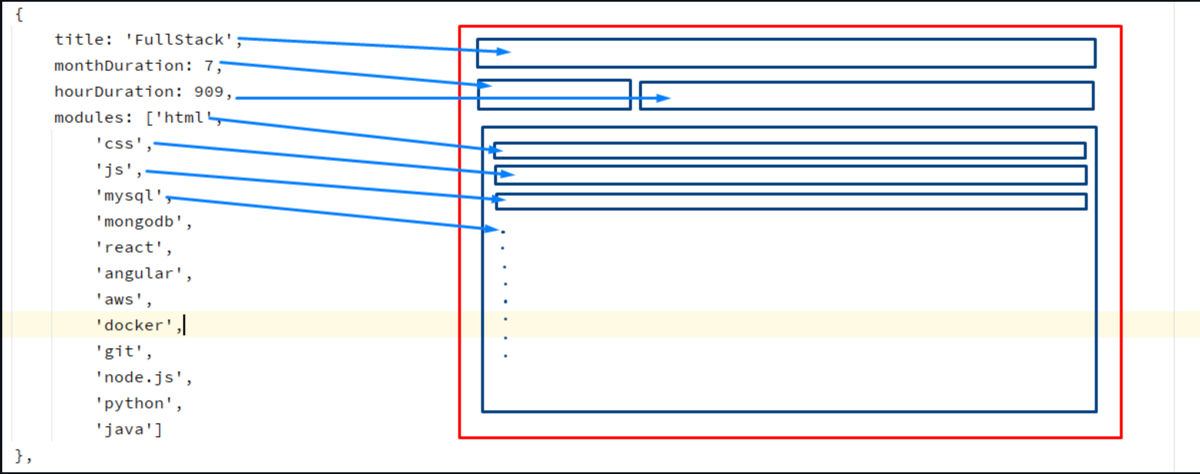 {
title: 'FullStack',
monthDuration: 7,
hourDuration: 909,
modules: ['html',
'css',
'js',
'mysql',
'mongodb',
'react',
'angular',
'aws',
'docker',
'git',
'node.js',
'python',
'java']
},